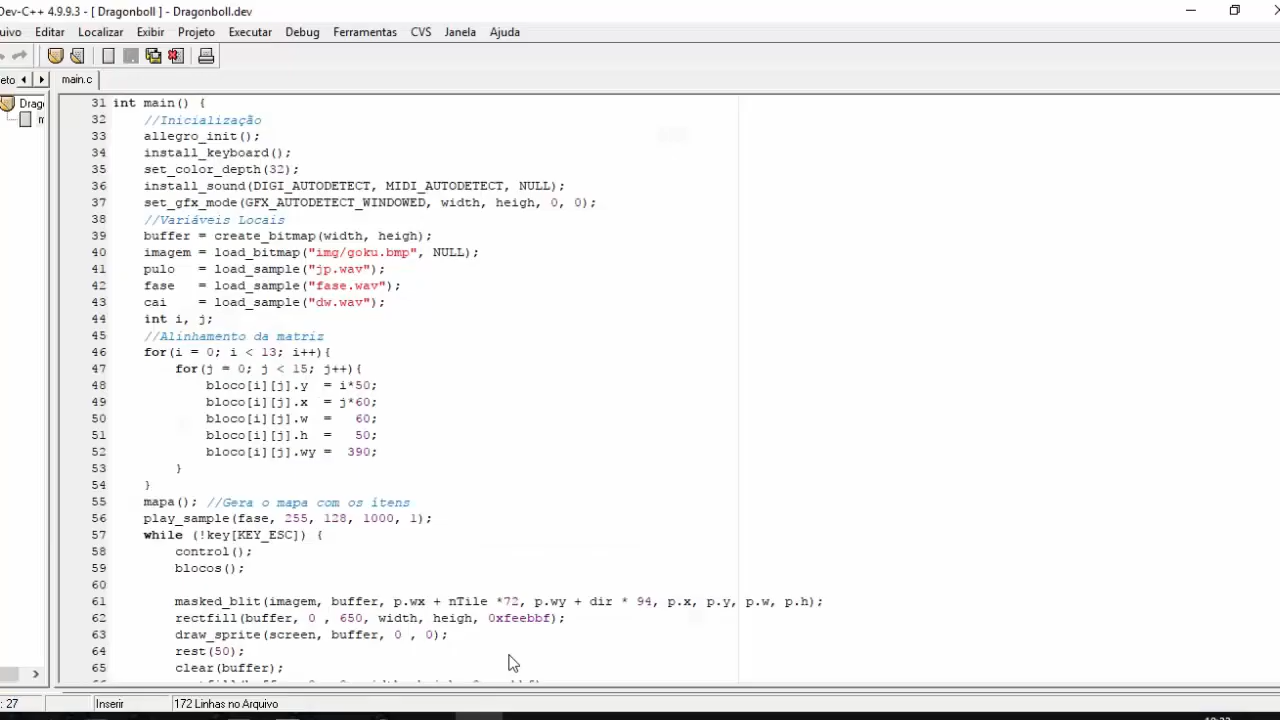 Dev-C++ 4.9.9.3 - [ Dragonboll ] - Dragonboll.dev
uivo Editar Localizar Exibir Projeto Executar Debug Ferramentas CVS Janela Ajuda
eto main.c
Drag
31 int main() {
32 //Inicialização
33 allegro_init();
34 install_keyboard();
35 set_color_depth(32);
36 install_sound(DIGI_AUTODETECT, MIDI_AUTODETECT, NULL);
37 set_gfx_mode(GFX_AUTODETECT_WINDOWED, width, heigh, 0, 0);
38 //Variáveis Locais
39 buffer = create_bitmap(width, heigh);
40 imagem = load_bitmap("img/goku.bmp", NULL);
41 pulo = load_sample("jp.wav");
42 fase = load_sample("fase.wav");
43 cai = load_sample("dw.wav");
44 int i, j;
45 //Alinhamento da matriz
46 for(i = 0; i < 13; i++){
47 for(j = 0; j < 15; j++){
48 bloco[i][j].y = i*50;
49 bloco[i][j].x = j*60;
50 bloco[i][j].w = 60;
51 bloco[i][j].h = 50;
52 bloco[i][j].wy = 390;
53 }
54 }
55 mapa(); //Gera o mapa com os ítens
56 play_sample(fase, 255, 128, 1000, 1);
57 while (!key[KEY_ESC]) {
58 control();
59 blocos();
60
61 masked_blit(imagem, buffer, p.wx + nTile *72, p.wy + dir * 94, p.x, p.y, p.w, p.h);
62 rectfill(buffer, 0 , 650, width, heigh, 0xfeebbf);
63 draw_sprite(screen, buffer, 0 , 0);
64 rest(50);
65 clear(buffer);
: 27 Inserir 172 Linhas no Arquivo